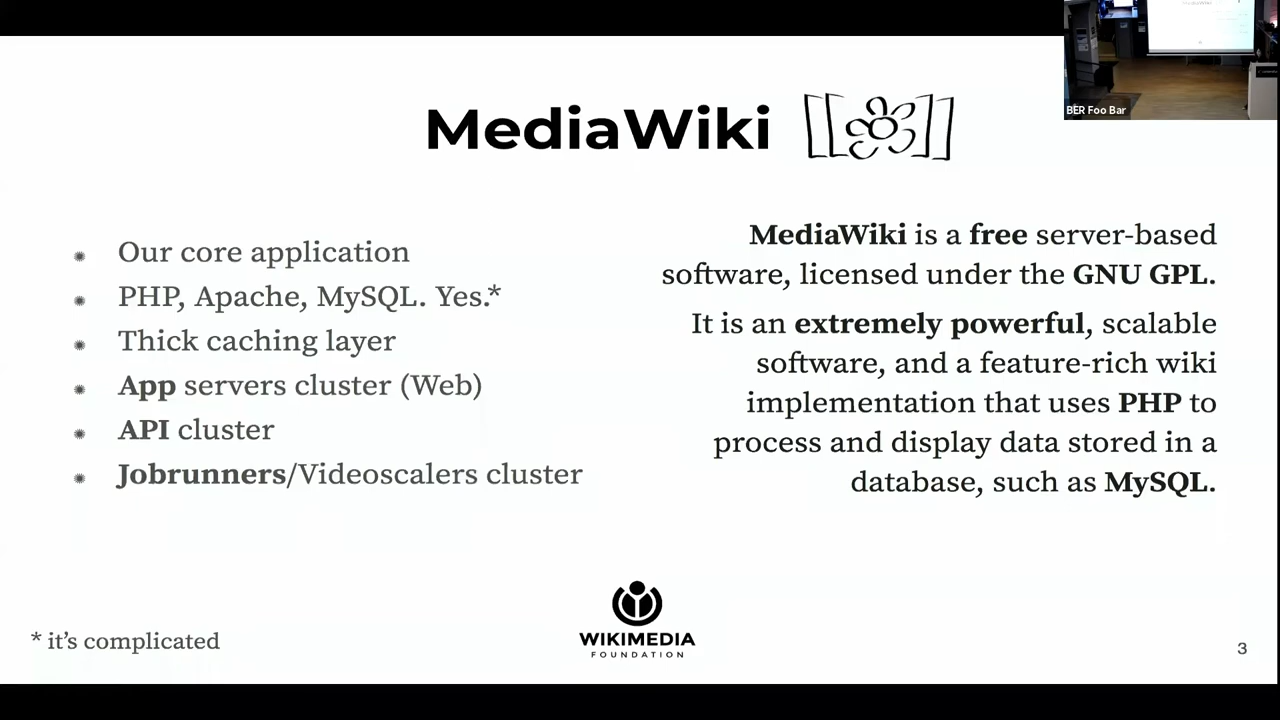 MediaWiki
BER Foo Bar
Our core application
PHP, Apache, MySQL. Yes.*
Thick caching layer
App servers cluster (Web)
API cluster
Jobrunners/Videoscalers cluster
MediaWiki is a free server-based
software, licensed under the GNU GPL.
It is an extremely powerful, scalable
software, and a feature-rich wiki
implementation that uses PHP to
process and display data stored in a
database, such as MySQL.
* it's complicated
WIKIMEDIA
FOUNDATION
3